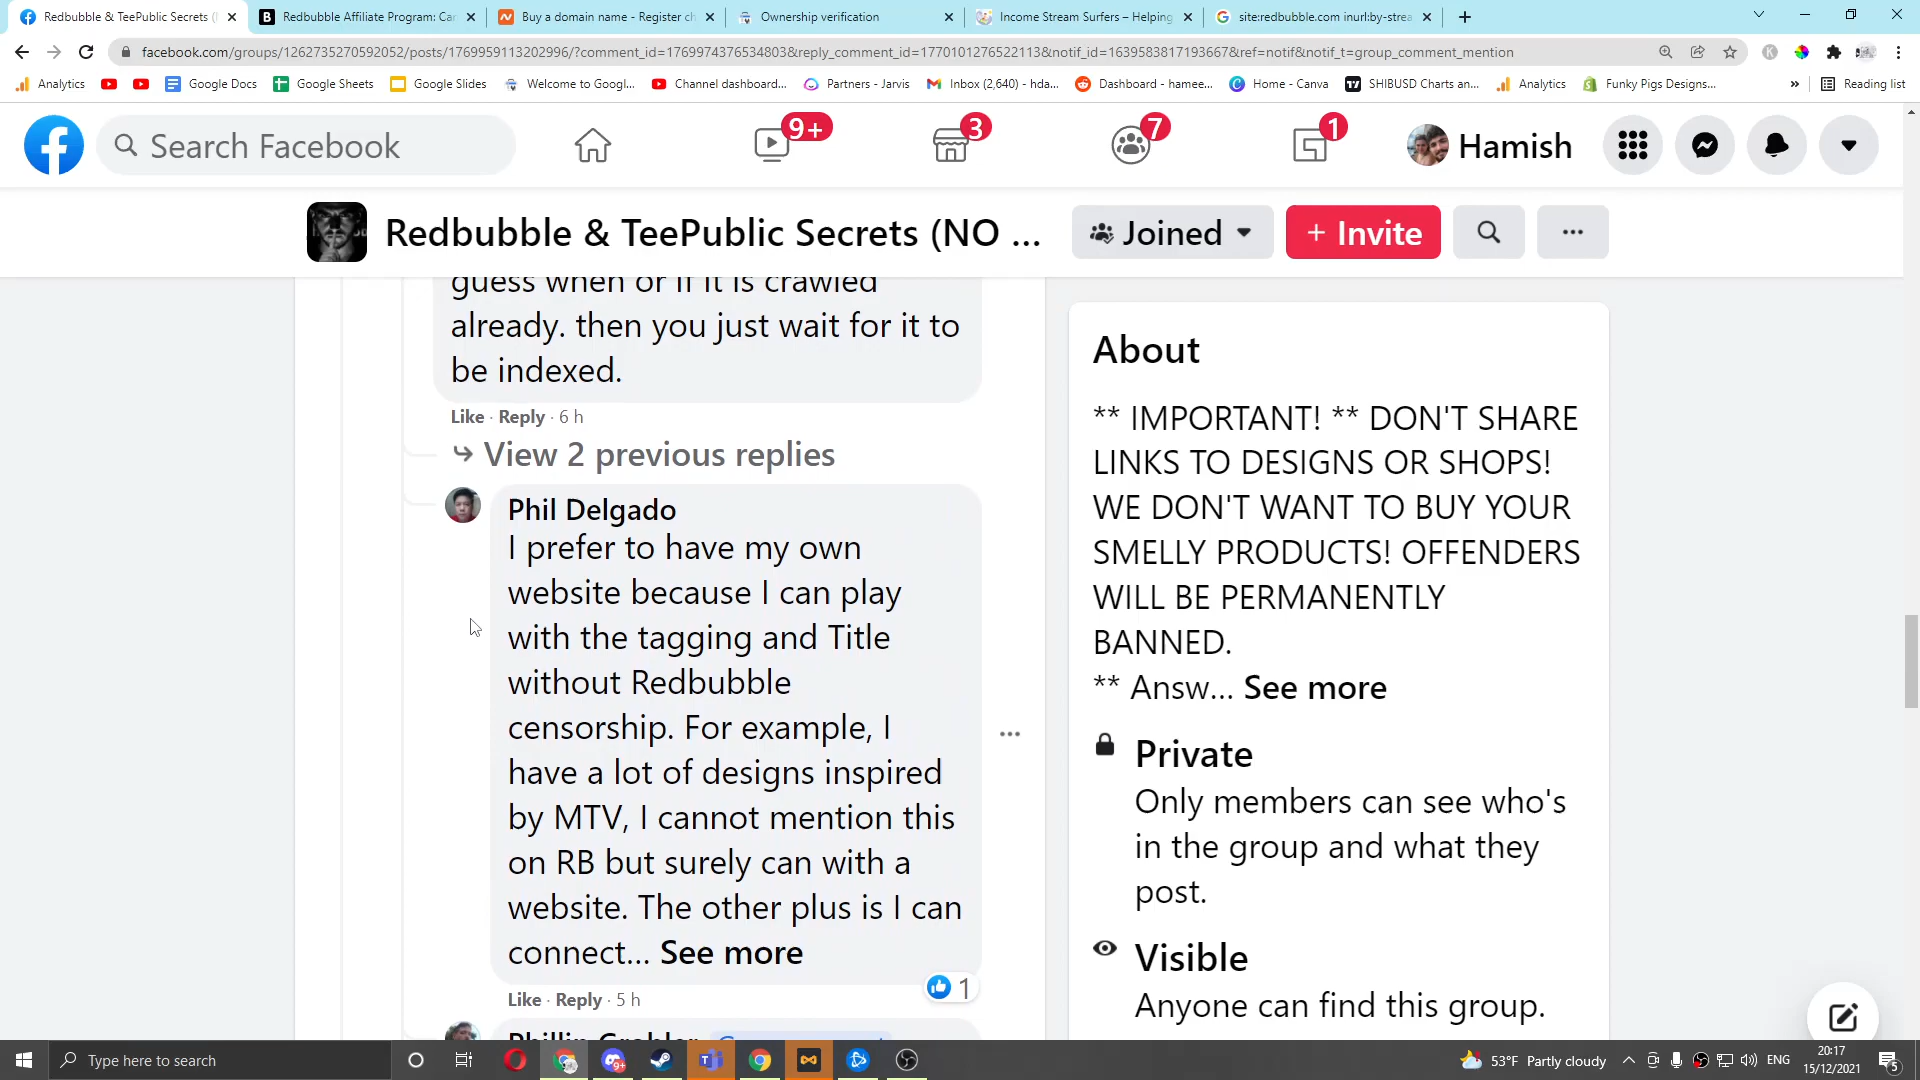 Redbubble & TeePublic Secrets (
Redbubble Affiliate Program: Car
Buy a domain name - Register ch
Ownership verification
Income Stream Surfers – Helping
site:redbubble.com inurl:by-strea
facebook.com/groups/1262735270592052/posts/1769959113202996/?comment_id=1769974376534803&reply_comment_id=1770101276522113&notif_id=1639583817193667&ref=notif&notif_t=group_comment_mention
Analytics
Google Docs
Google Sheets
Google Slides
Welcome to Googl...
Channel dashboard...
Partners - Jarvis
Inbox (2,640) - hda...
Dashboard - hamee...
Home - Canva
SHIBUSD Charts an...
Analytics
Funky Pigs Designs...
»
Reading list
Search Facebook
9+
3
7
1
Hamish
Redbubble & TeePublic Secrets (NO ...
Joined
+ Invite
guess when or if it is crawled
already. then you just wait for it to
be indexed.
Like · Reply · 6 h
View 2 previous replies
Phil Delgado
I prefer to have my own
website because I can play
with the tagging and Title
without Redbubble
censorship. For example, I
have a lot of designs inspired
by MTV, I cannot mention this
on RB but surely can with a
website. The other plus is I can
connect... See more
1
Like · Reply · 5 h
About
** IMPORTANT! ** DON'T SHARE
LINKS TO DESIGNS OR SHOPS!
WE DON'T WANT TO BUY YOUR
SMELLY PRODUCTS! OFFENDERS
WILL BE PERMANENTLY
BANNED.
** Answ... See more
Private
Only members can see who's
in the group and what they
post.
Visible
Anyone can find this group.
Type here to search
53°F Partly cloudy
ENG
20:17
15/12/2021
5